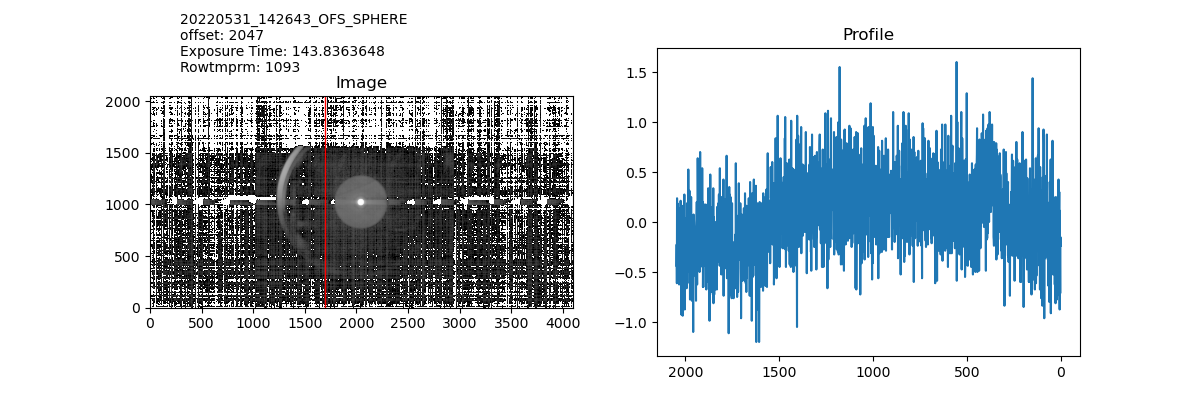 20220531_142643_OFS_SPHERE
offset: 2047
Exposure Time: 143.8363648
Rowtmprm: 1093
Image
2000
1500
1000
500
0
0 500 1000 1500 2000 2500 3000 3500 4000
Profile
1.5
1.0
0.5
0.0
−0.5
−1.0
2000 1500 1000 500 0